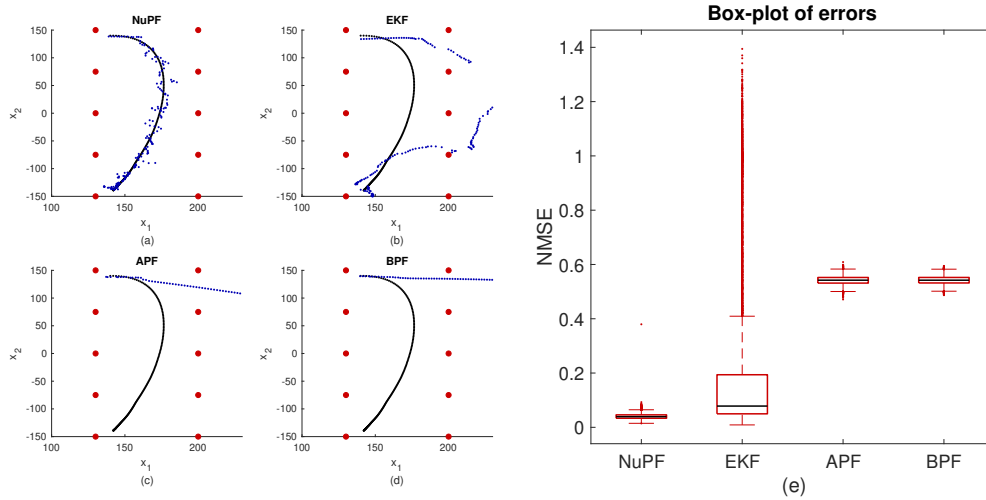 NuPF
150
100
50
0
-50
-100
-150
x2
100
150
200
x1
(a)
EKF
150
100
50
0
-50
-100
-150
x2
100
150
200
x1
(b)
APF
150
100
50
0
-50
-100
-150
x2
100
150
200
x1
(c)
BPF
150
100
50
0
-50
-100
-150
x2
100
150
200
x1
(d)
Box-plot of errors
1.4
1.2
1
0.8
0.6
0.4
0.2
0
NMSE
NuPF EKF APF BPF
(e)